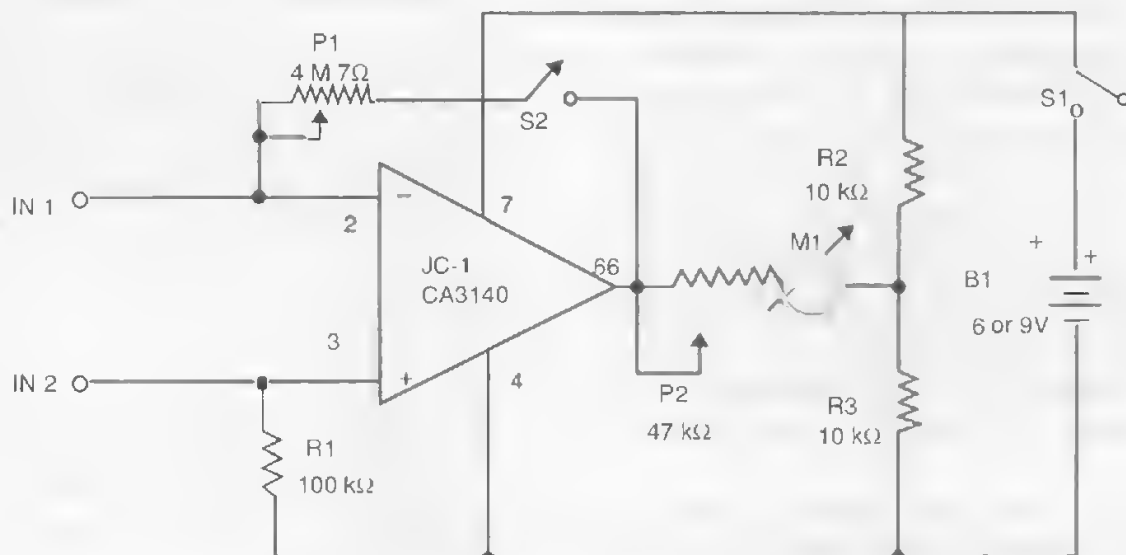 P1
4 M 7Ω
S2
S1
R2
10 kΩ
IN 1
2
−
7
M1
JC-1
CA3140
66
+
+
B1
6 or 9V
3
IN 2
+
4
P2
47 kΩ
R3
10 kΩ
R1
100 kΩ